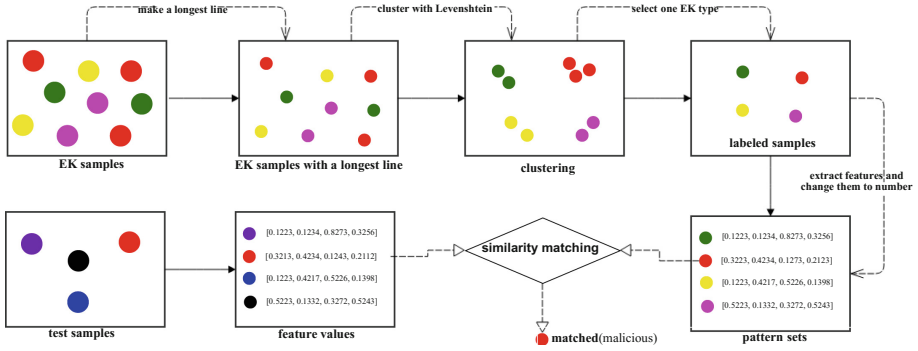 make a longest line
cluster with Levenshtein
select one EK type
EK samples
EK samples with a longest line
clustering
labeled samples
extract features and
change them to number
[0.1223, 0.1234, 0.8273, 0.3256]
[0.3213, 0.4234, 0.1243, 0.2112]
[0.1223, 0.4217, 0.5226, 0.1398]
[0.5223, 0.1332, 0.3272, 0.5243]
similarity matching
[0.1223, 0.1234, 0.8273, 0.3256]
[0.3223, 0.4234, 0.1273, 0.2123]
[0.1223, 0.4217, 0.5226, 0.1398]
[0.5223, 0.1332, 0.3272, 0.5243]
test samples
feature values
matched(malicious)
pattern sets